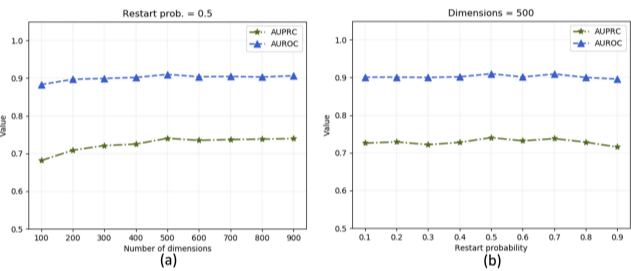 Restart prob. = 0.5
AUPRC
AUROC
1.0
0.9
0.8
0.7
0.6
0.5
Value
100 200 300 400 500 600 700 800 900
Number of dimensions
(a)
Dimensions = 500
AUPRC
AUROC
1.0
0.9
0.8
0.7
0.6
0.5
Value
0.1 0.2 0.3 0.4 0.5 0.6 0.7 0.8 0.9
Restart probability
(b)